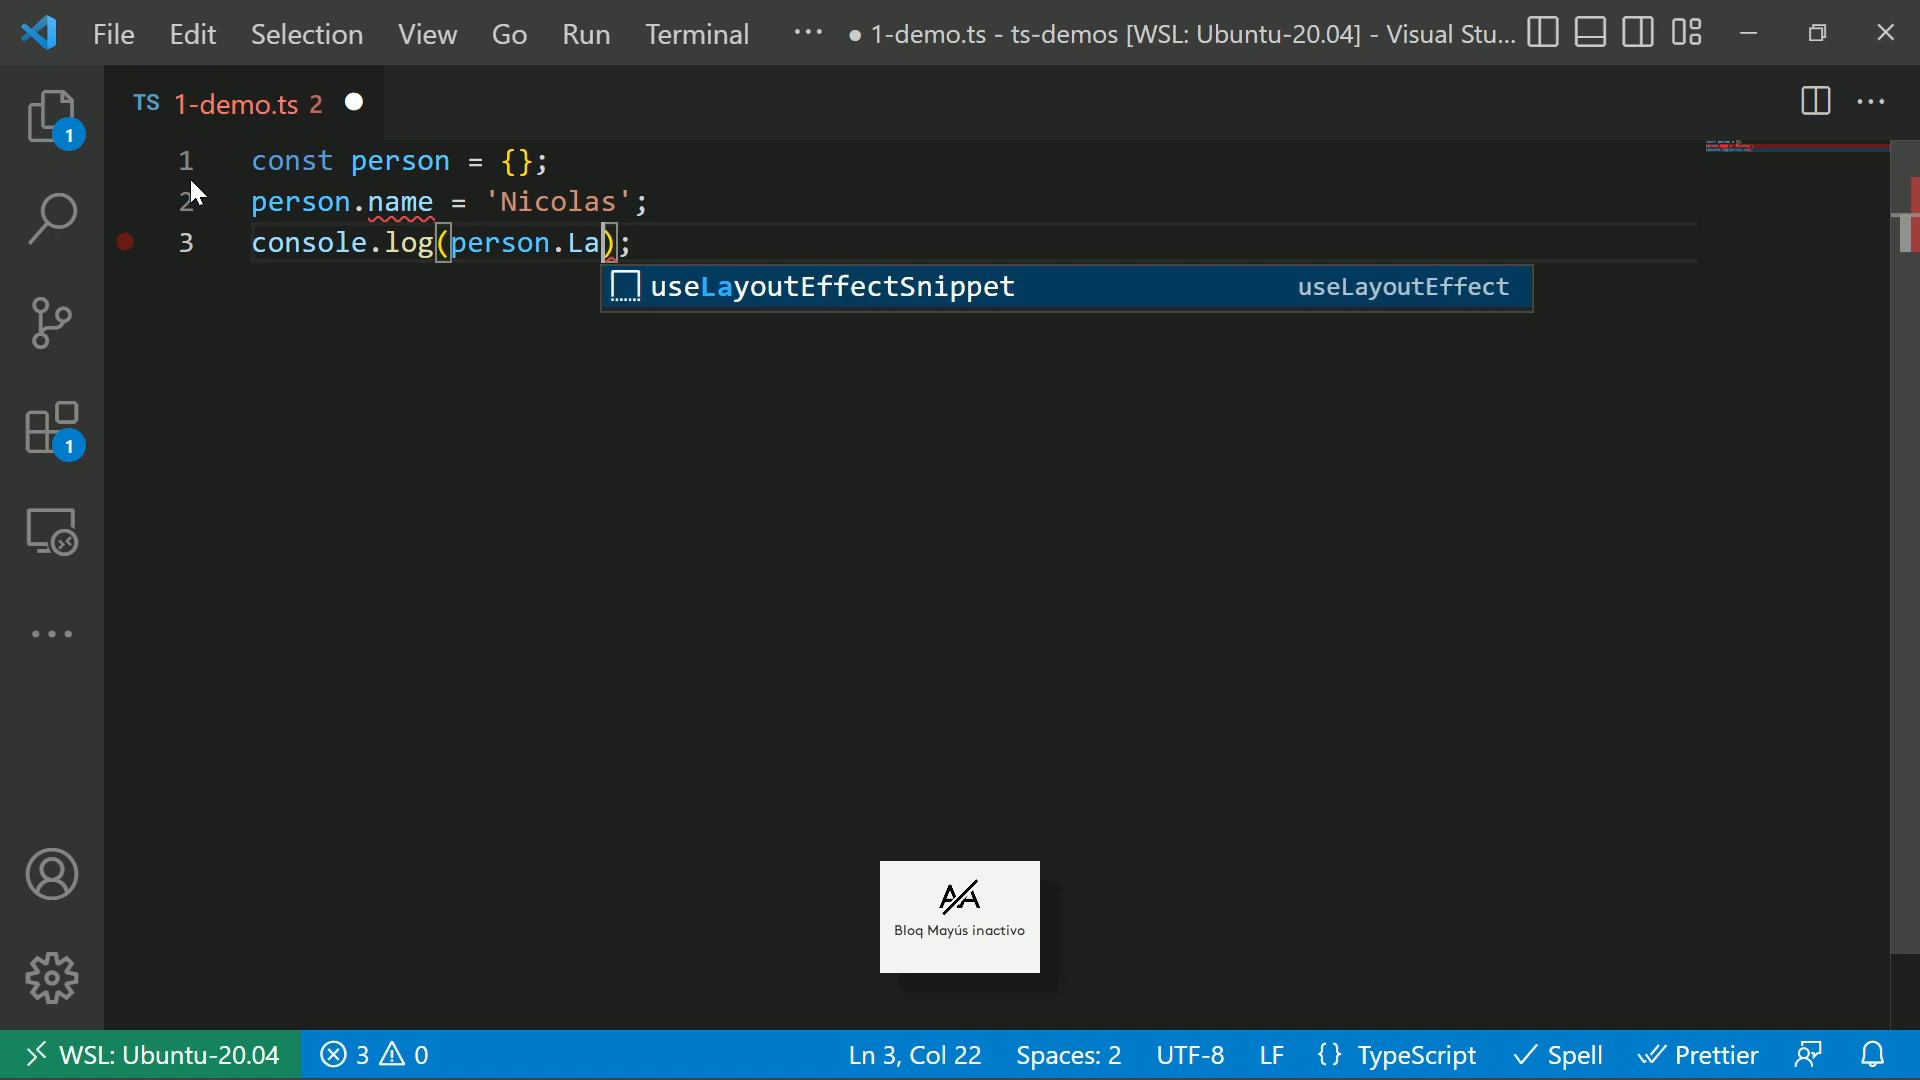 File Edit Selection View Go Run Terminal ··· ● 1-demo.ts - ts-demos [WSL: Ubuntu-20.04] - Visual Stu...
TS 1-demo.ts 2
1
1 const person = {};
2 person.name = 'Nicolas';
3 console.log(person.La);
useLayoutEffectSnippet useLayoutEffect
1
AA
Bloq Mayús inactivo
WSL: Ubuntu-20.04 3 0 Ln 3, Col 22 Spaces: 2 UTF-8 LF {} TypeScript Spell Prettier